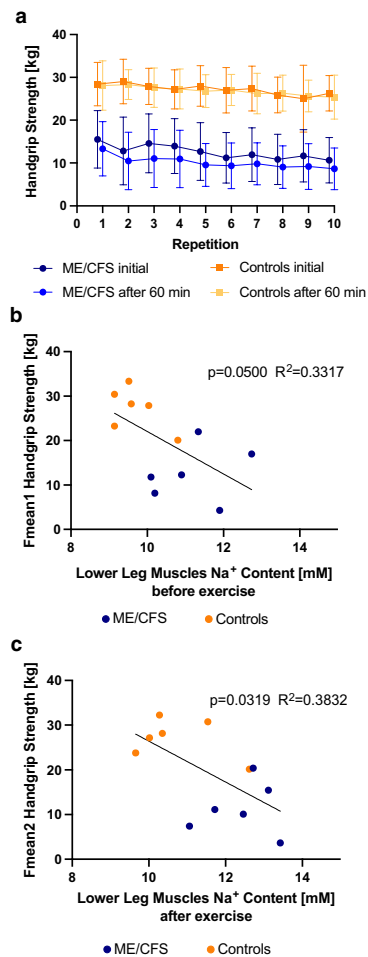 a
Handgrip Strength [kg]
40
30
20
10
0
0 1 2 3 4 5 6 7 8 9 10
Repetition
ME/CFS initial
Controls initial
ME/CFS after 60 min
Controls after 60 min
b
Fmean1 Handgrip Strength [kg]
40
30
20
10
0
p=0.0500 R²=0.3317
8 10 12 14
Lower Leg Muscles Na⁺ Content [mM]
before exercise
ME/CFS Controls
c
Fmean2 Handgrip Strength [kg]
40
30
20
10
0
p=0.0319 R²=0.3832
8 10 12 14
Lower Leg Muscles Na⁺ Content [mM]
after exercise
ME/CFS Controls